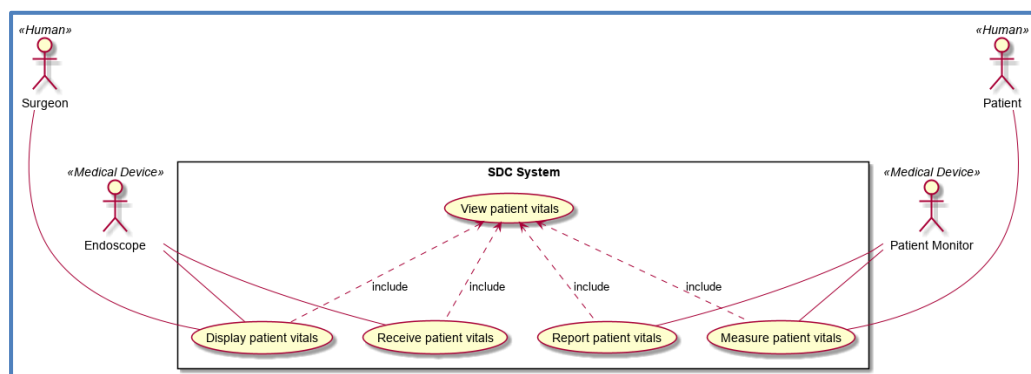 «Human»
Surgeon
«Human»
Patient
«Medical Device»
Endoscope
SDC System
«Medical Device»
Patient Monitor
View patient vitals
include
include
include
include
Display patient vitals
Receive patient vitals
Report patient vitals
Measure patient vitals